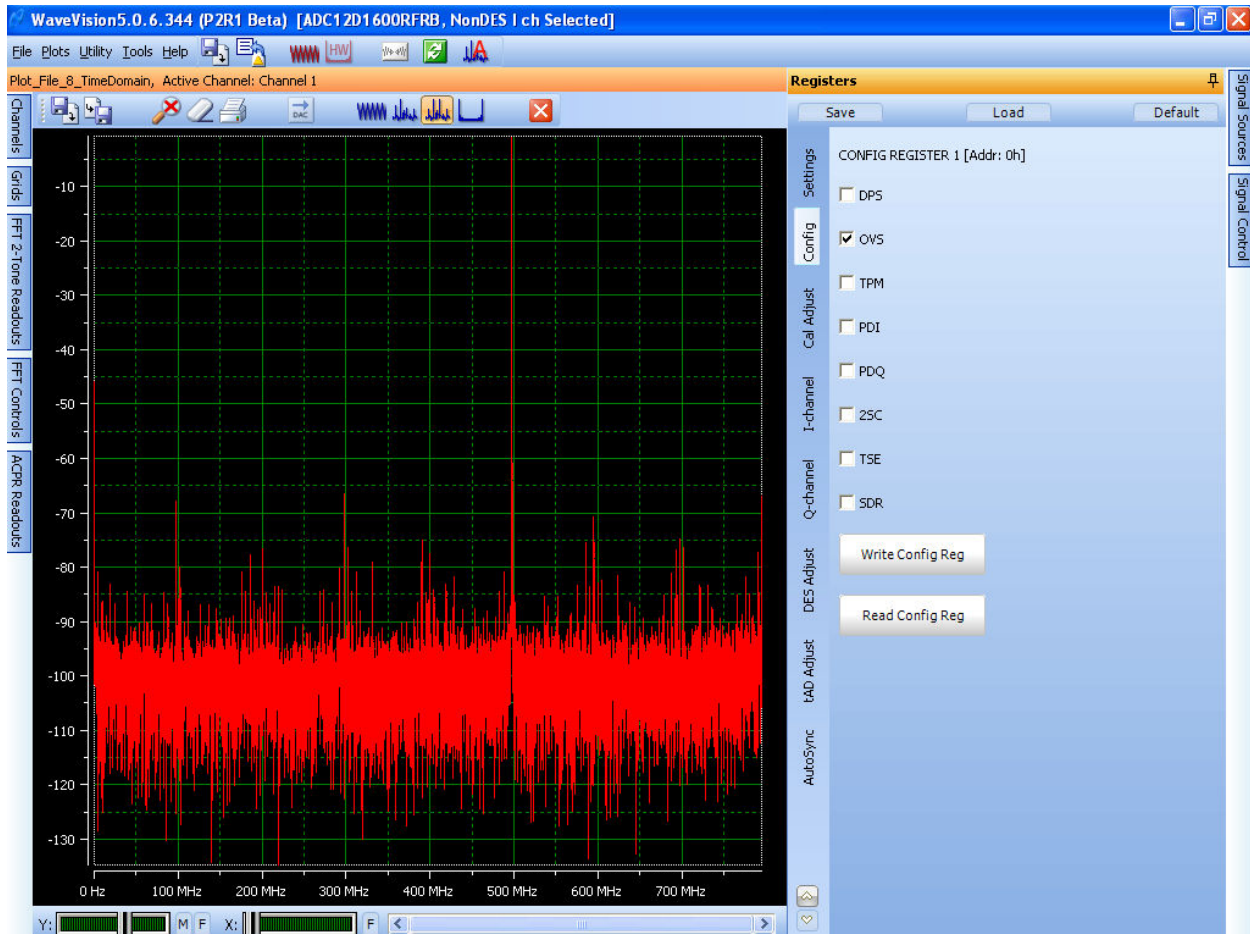 WaveVision5.0.6.344 (P2R1 Beta) [ADC12D1600RFRB, NonDES I ch Selected]
File Plots Utility Tools Help HW
Plot_File_8_TimeDomain, Active Channel: Channel 1
Registers
DAC
Save Load Default
Channels
Grids
FFT 2-Tone Readouts
FFT Controls
ACPR Readouts
-10
-20
-30
-40
-50
-60
-70
-80
-90
-100
-110
-120
-130
0 Hz 100 MHz 200 MHz 300 MHz 400 MHz 500 MHz 600 MHz 700 MHz
Y: M F X: F
Settings
Config
Cal Adjust
I-channel
Q-channel
DES Adjust
tAD Adjust
AutoSync
CONFIG REGISTER 1 [Addr: 0h]
DPS
OVS
TPM
PDI
PDQ
2SC
TSE
SDR
Write Config Reg
Read Config Reg
Signal Sources
Signal Control